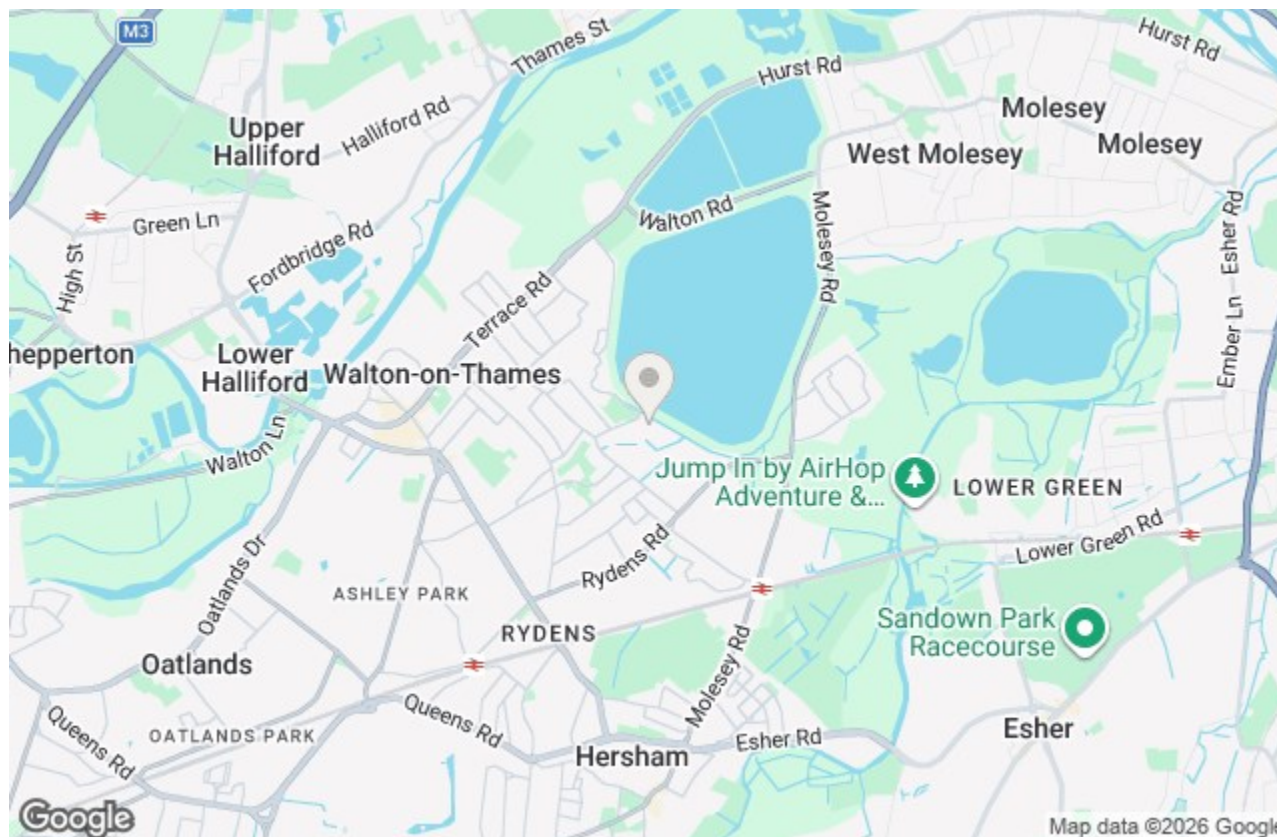 M3
Thames St
Hurst Rd
Hurst Rd
Upper
Halliford
Halliford Rd
Molesey
West Molesey
Molesey
Green Ln
High St
Fordbridge Rd
Walton Rd
Molesey Rd
Esher Rd
Ember Ln
Terrace Rd
hepperton
Lower
Halliford
Walton-on-Thames
Walton Ln
Jump In by AirHop
Adventure &...
LOWER GREEN
Lower Green Rd
Oatlands Dr
Rydens Rd
ASHLEY PARK
RYDENS
Sandown Park
Racecourse
Oatlands
Molesey Rd
Queens Rd
Queens Rd
OATLANDS PARK
Hersham
Esher Rd
Esher
Google
Map data ©2026 Google